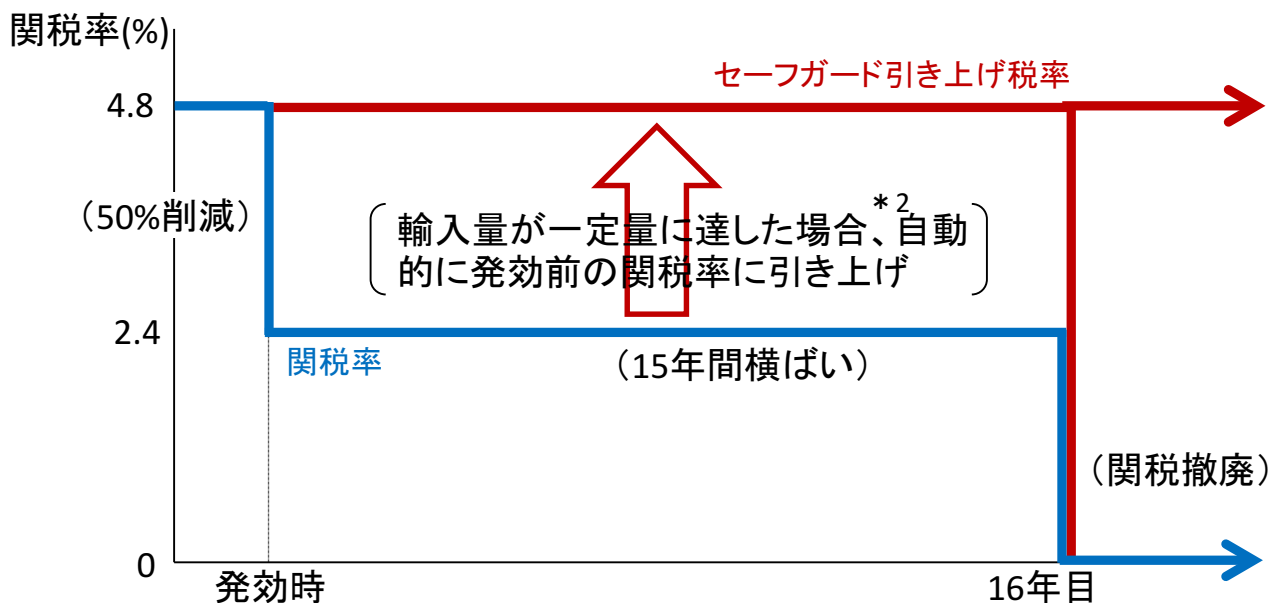 関税率(%)
セーフガード引き上げ税率
4.8
（50%削減）
輸入量が一定量に達した場合*2、自動
的に発効前の関税率に引き上げ
2.4
関税率
（15年間横ばい）
（関税撤廃）
0
発効時
16年目